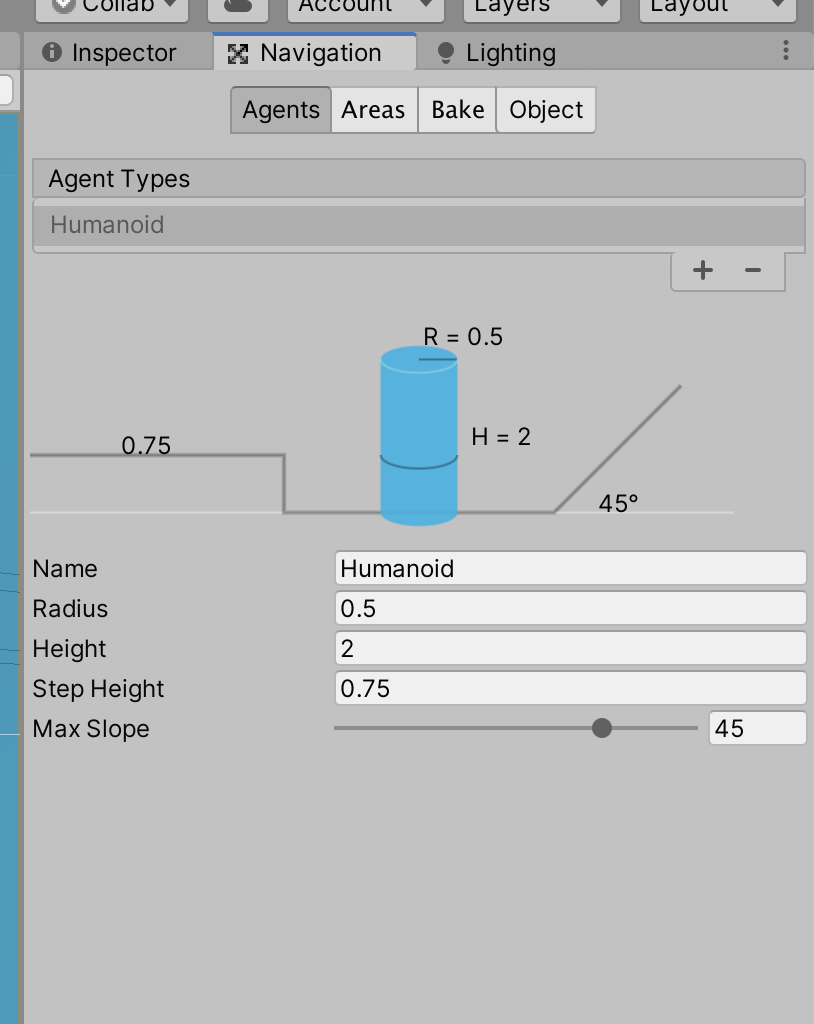 Collab Account Layers Layout
Inspector Navigation Lighting
Agents Areas Bake Object
Agent Types
Humanoid
+ −
R = 0.5
H = 2
0.75
45°
Name Humanoid
Radius 0.5
Height 2
Step Height 0.75
Max Slope 45